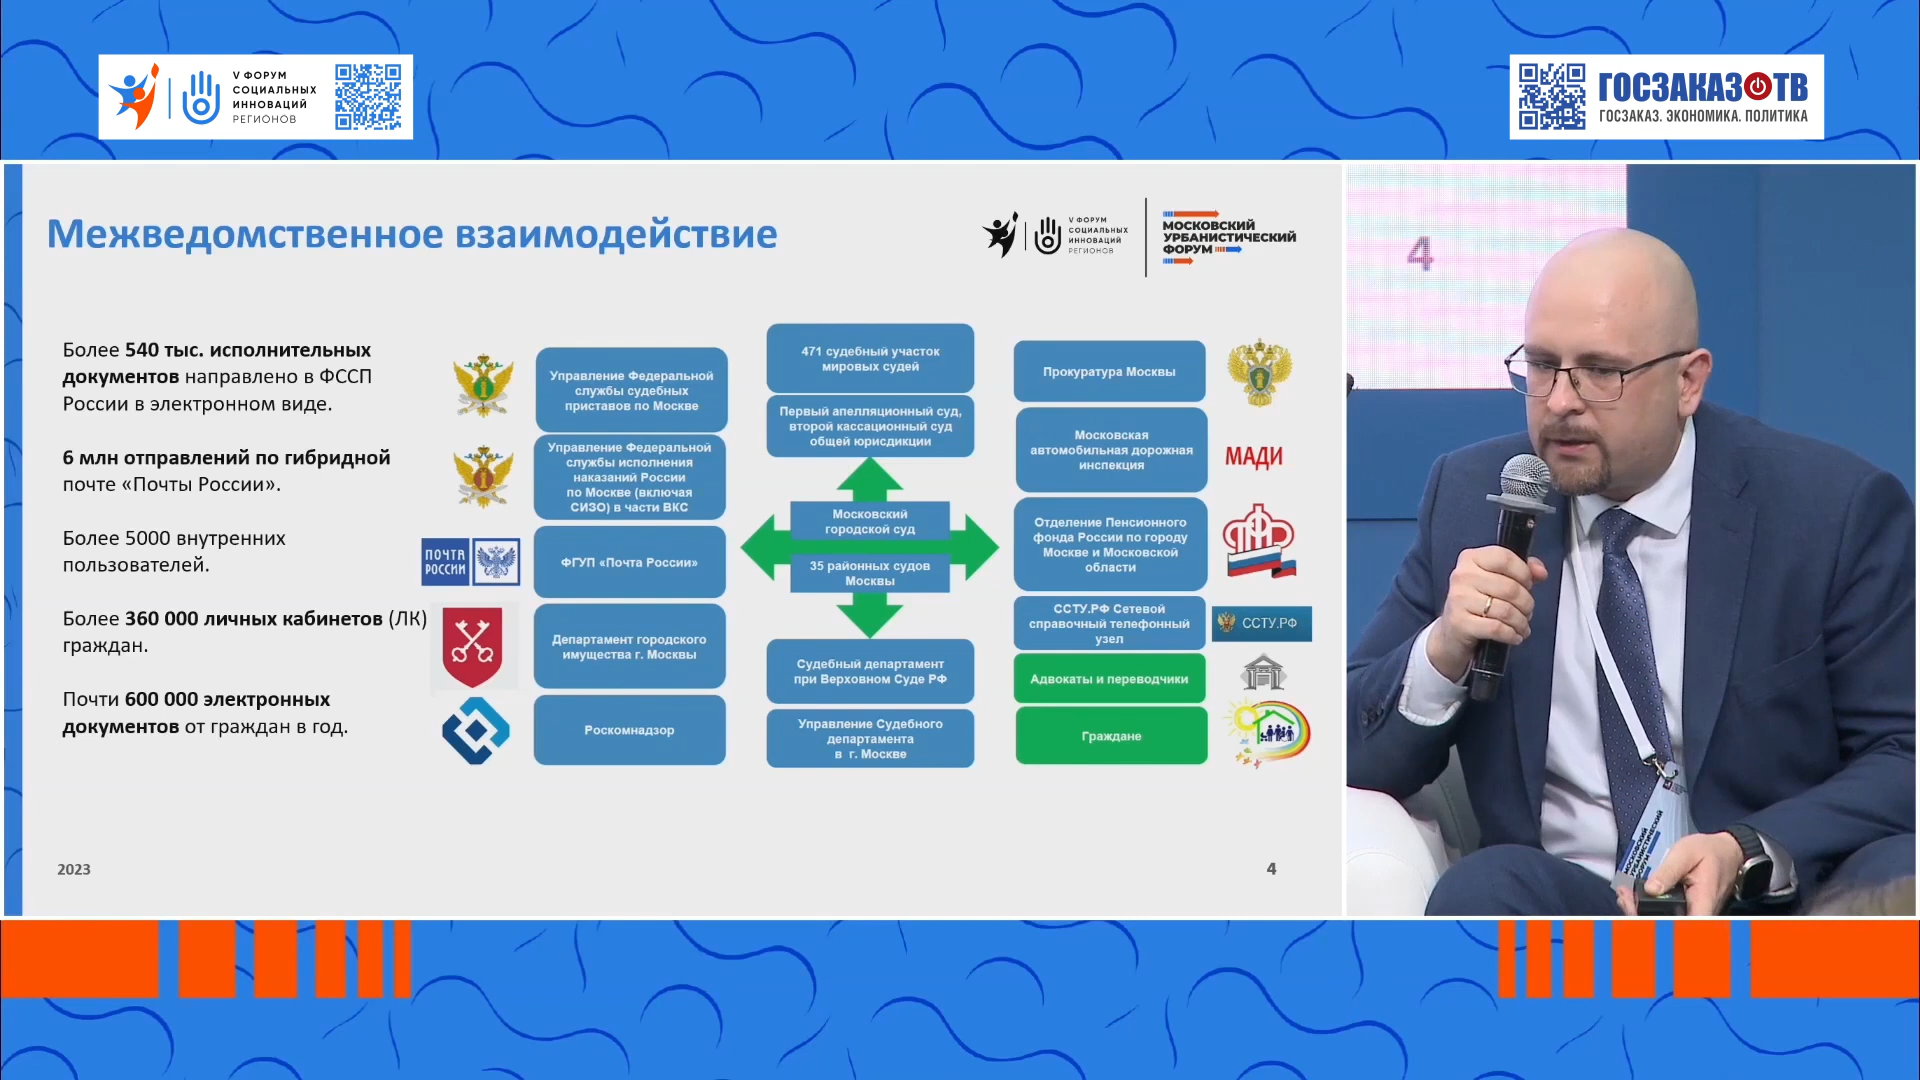 V ФОРУМ
СОЦИАЛЬНЫХ
ИННОВАЦИЙ
РЕГИОНОВ
ГОСЗАКАЗ ТВ
ГОСЗАКАЗ. ЭКОНОМИКА. ПОЛИТИКА
Межведомственное взаимодействие
V ФОРУМ
СОЦИАЛЬНЫХ
ИННОВАЦИЙ
РЕГИОНОВ
МОСКОВСКИЙ
УРБАНИСТИЧЕСКИЙ
ФОРУМ
4
Более 540 тыс. исполнительных
документов направлено в ФССП
России в электронном виде.
6 млн отправлений по гибридной
почте «Почты России».
Более 5000 внутренних
пользователей.
Более 360 000 личных кабинетов (ЛК)
граждан.
Почти 600 000 электронных
документов от граждан в год.
Управление Федеральной
службы судебных
приставов по Москве
Управление Федеральной
службы исполнения
наказаний России
по Москве (включая
СИЗО) в части ВКС
ПОЧТА
РОССИИ
ФГУП «Почта России»
Департамент городского
имущества г. Москвы
Роскомнадзор
471 судебный участок
мировых судей
Первый апелляционный суд,
второй кассационный суд
общей юрисдикции
Московский
городской суд
35 районных судов
Москвы
Судебный департамент
при Верховном Суде РФ
Управление Судебного
департамента
в г. Москве
Прокуратура Москвы
Московская
автомобильная дорожная
инспекция
МАДИ
Отделение Пенсионного
фонда России по городу
Москве и Московской
области
ССТУ.РФ Сетевой
справочный телефонный
узел
ССТУ.РФ
Адвокаты и переводчики
Граждане
2023
4
МОСКОВСКИЙ
УРБАНИСТИЧЕСКИЙ
ФОРУМ